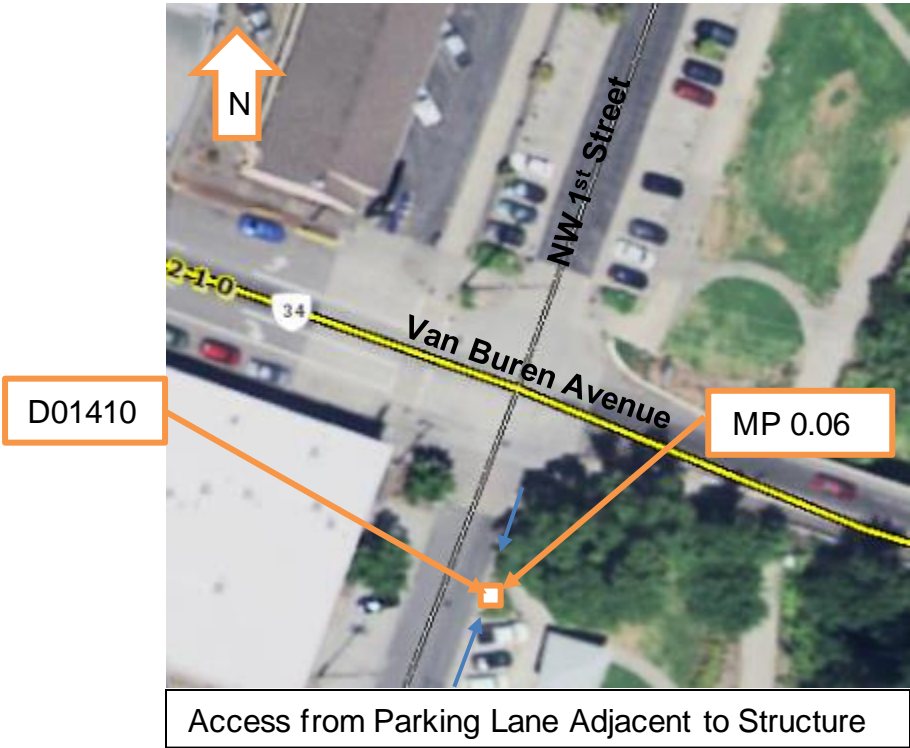 N
NW 1st Street
2-1-0
34
Van Buren Avenue
D01410
MP 0.06
Access from Parking Lane Adjacent to Structure